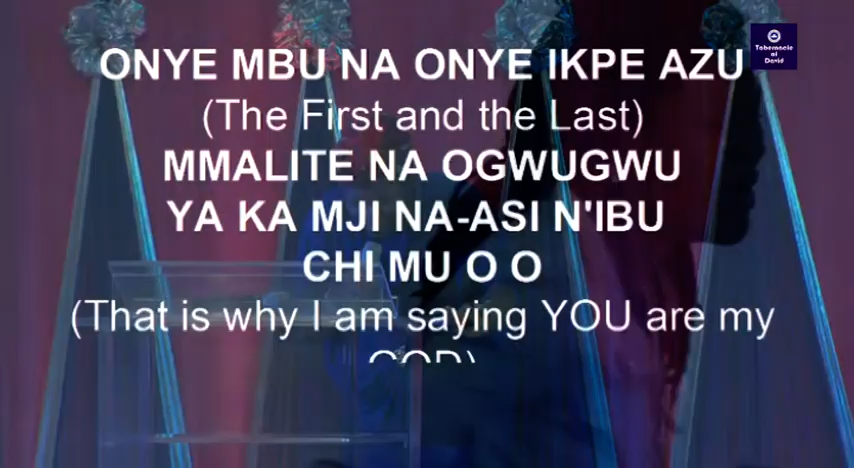 ONYE MBU NA ONYE IKPE AZU
(The First and the Last)
MMALITE NA OGWUGWU
YA KA MJI NA-ASI N'IBU
CHI MU O O
(That is why I am saying YOU are my
GOD)
Tabernacle
of
David